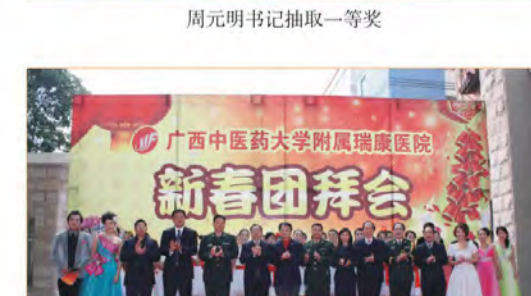 周元明书记抽取一等奖
广西中医药大学附属瑞康医院
新春团拜会